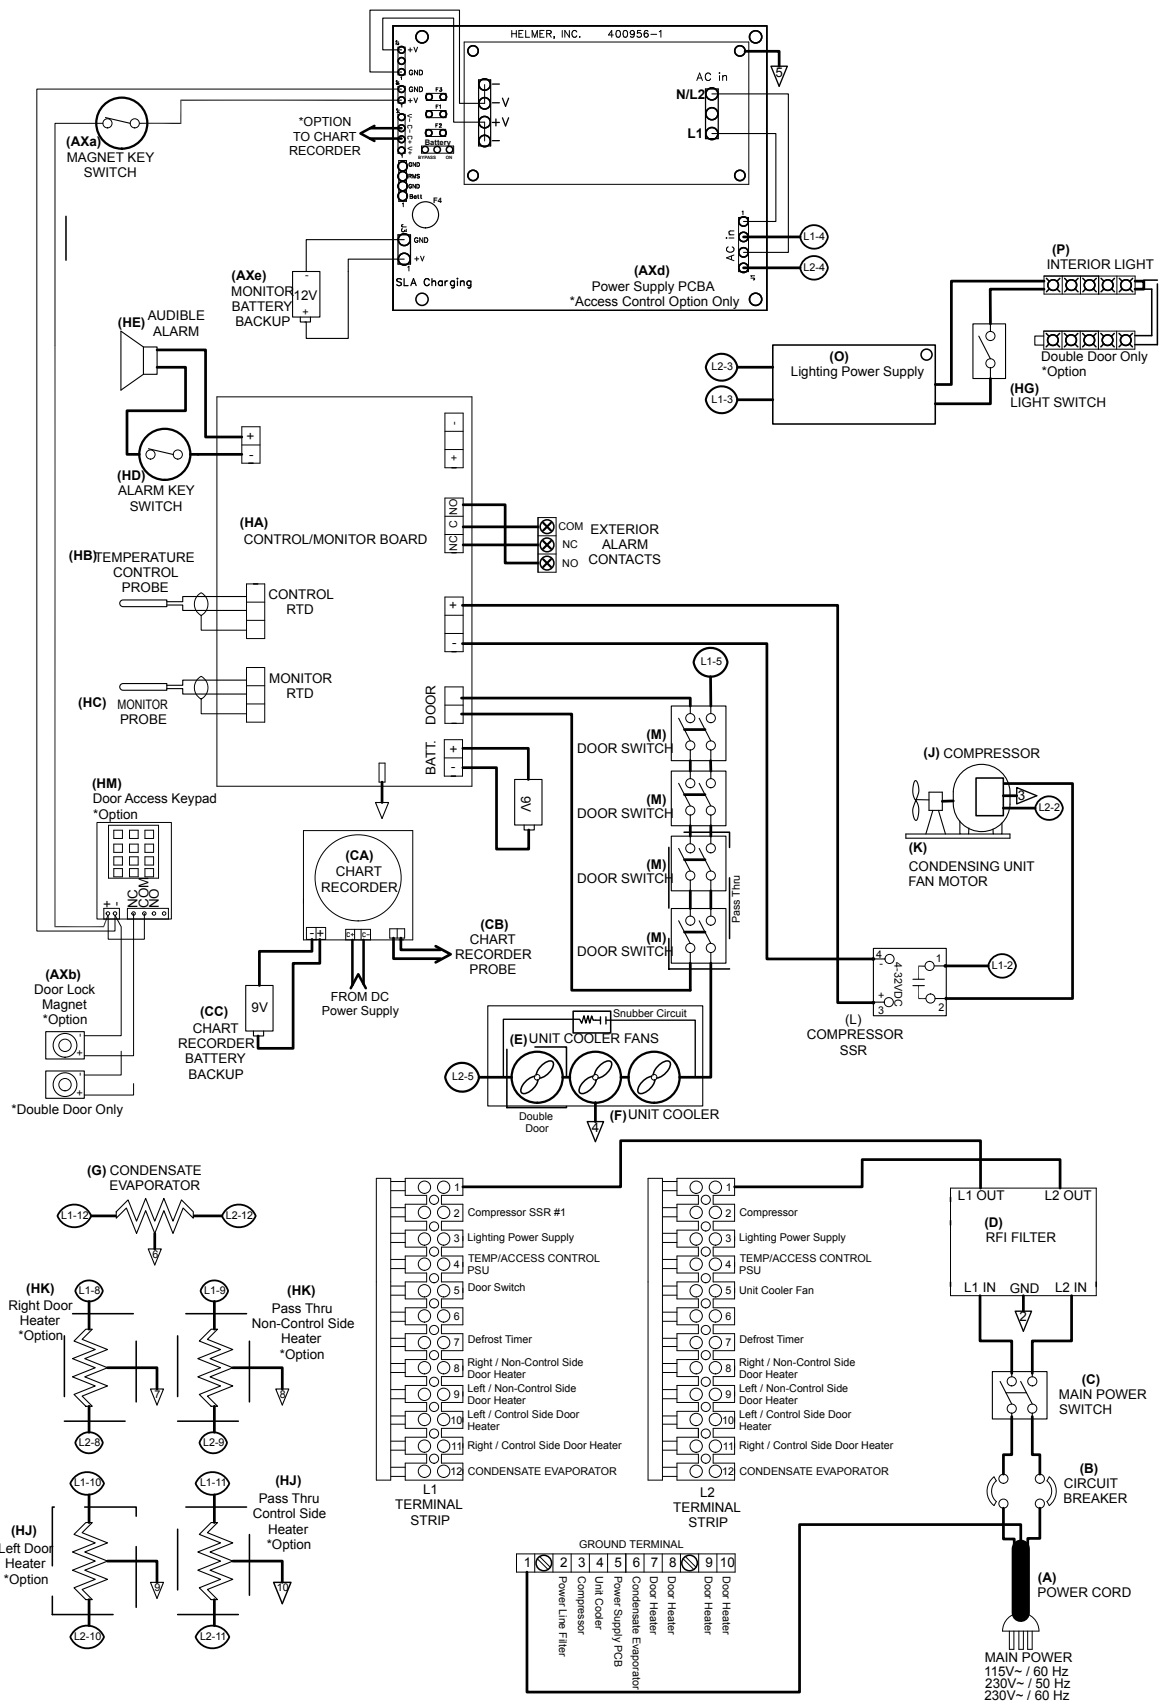 HELMER, INC. 400956-1
+V
GND
GND
+V
V-
C-
C+
V+
F3
F1
F2
Battery
BYPASS ON
-
-V
+V
-
AC in
N/L2
L1
5
*OPTION
TO CHART
RECORDER
GND
RMS
GND
Batt
1
F4
J3
GND
+V
1
SLA Charging
AC in
1
4
L1-4
L2-4
(AXd)
Power Supply PCBA
*Access Control Option Only
(AXa)
MAGNET KEY
SWITCH
(AXe)
MONITOR
BATTERY
BACKUP
-
12V
+
(P)
INTERIOR LIGHT
Double Door Only
*Option
(HG)
LIGHT SWITCH
(O)
Lighting Power Supply
L2-3
L1-3
(HE) AUDIBLE
ALARM
(HD)
ALARM KEY
SWITCH
+
-
-
+
(HA)
CONTROL/MONITOR BOARD
NO
C
NC
COM
NC
NO
EXTERIOR
ALARM
CONTACTS
(HB) TEMPERATURE
CONTROL
PROBE
CONTROL
RTD
+
-
MONITOR
RTD
(HC) MONITOR
PROBE
DOOR
BATT.
+
-
9V
L1-5
(M)
DOOR SWITCH
(M)
DOOR SWITCH
(M)
DOOR SWITCH
(M)
DOOR SWITCH
Pass Thru
(J) COMPRESSOR
3
L2-2
(K)
CONDENSING UNIT
FAN MOTOR
(HM)
Door Access Keypad
*Option
+ -
NC
COM
NO
(CA)
CHART
RECORDER
- +
C+ C-
(CB)
CHART
RECORDER
PROBE
FROM DC
Power Supply
9V
(CC)
CHART
RECORDER
BATTERY
BACKUP
(AXb)
Door Lock
Magnet
*Option
-
+
-
+
*Double Door Only
4
-
+
3
4-32VDC
1
2
L1-2
(L)
COMPRESSOR
SSR
Snubber Circuit
(E) UNIT COOLER FANS
L2-5
Double
Door
4
(F) UNIT COOLER
(G) CONDENSATE
EVAPORATOR
L1-12
L2-12
6
(HK)
Right Door
Heater
*Option
L1-8
7
L2-8
L1-9
8
L2-9
(HK)
Pass Thru
Non-Control Side
Heater
*Option
(HJ)
Left Door
Heater
*Option
L1-10
9
L2-10
L1-11
10
L2-11
(HJ)
Pass Thru
Control Side
Heater
*Option
1
2 Compressor SSR #1
3 Lighting Power Supply
4 TEMP/ACCESS CONTROL
PSU
5 Door Switch
6
7 Defrost Timer
8 Right / Non-Control Side
Door Heater
9 Left / Non-Control Side
Door Heater
10 Left / Control Side Door
Heater
11 Right / Control Side Door Heater
12 CONDENSATE EVAPORATOR
L1
TERMINAL
STRIP
1
2 Compressor
3 Lighting Power Supply
4 TEMP/ACCESS CONTROL
PSU
5 Unit Cooler Fan
6
7 Defrost Timer
8 Right / Non-Control Side
Door Heater
9 Left / Non-Control Side
Door Heater
10 Left / Control Side Door
Heater
11 Right / Control Side Door Heater
12 CONDENSATE EVAPORATOR
L2
TERMINAL
STRIP
L1 OUT L2 OUT
(D)
RFI FILTER
L1 IN GND L2 IN
2
(C)
MAIN POWER
SWITCH
(B)
CIRCUIT
BREAKER
(A)
POWER CORD
MAIN POWER
115V~ / 60 Hz
230V~ / 50 Hz
230V~ / 60 Hz
GROUND TERMINAL
1 2 3 4 5 6 7 8 9 10
Power Line Filter
Compressor
Unit Cooler
Power Supply PCB
Condensate Evaporator
Door Heater
Door Heater
Door Heater
Door Heater